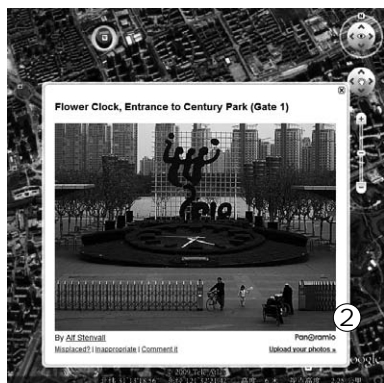 N
Flower Clock, Entrance to Century Park (Gate 1)
By Alf Stenvall
Panoramio
Misplaced? | Inappropriate | Comment it
Upload your photos »
②
Google